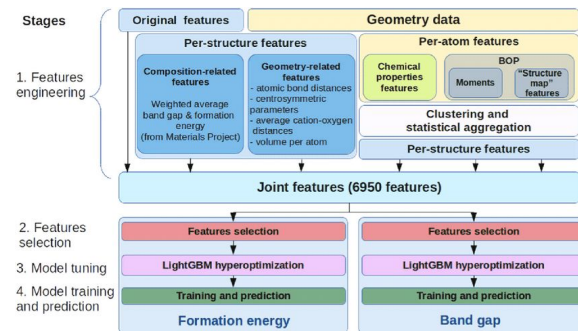 Stages
Original features
Geometry data
Per-structure features
Per-atom features
1. Features
engineering
Composition-related
features
Weighted average
band gap & formation
energy
(from Materials Project)
Geometry-related
features
- atomic bond distances
- centrosymmetric
parameters
- average cation-oxygen
distances
- volume per atom
Chemical
properties
features
BOP
Moments
"Structure
map"
features
Clustering and
statistical aggregation
Per-structure features
Joint features (6950 features)
2. Features
selection
Features selection
Features selection
3. Model tuning
LightGBM hyperoptimization
LightGBM hyperoptimization
4. Model training
and prediction
Training and prediction
Training and prediction
Formation energy
Band gap